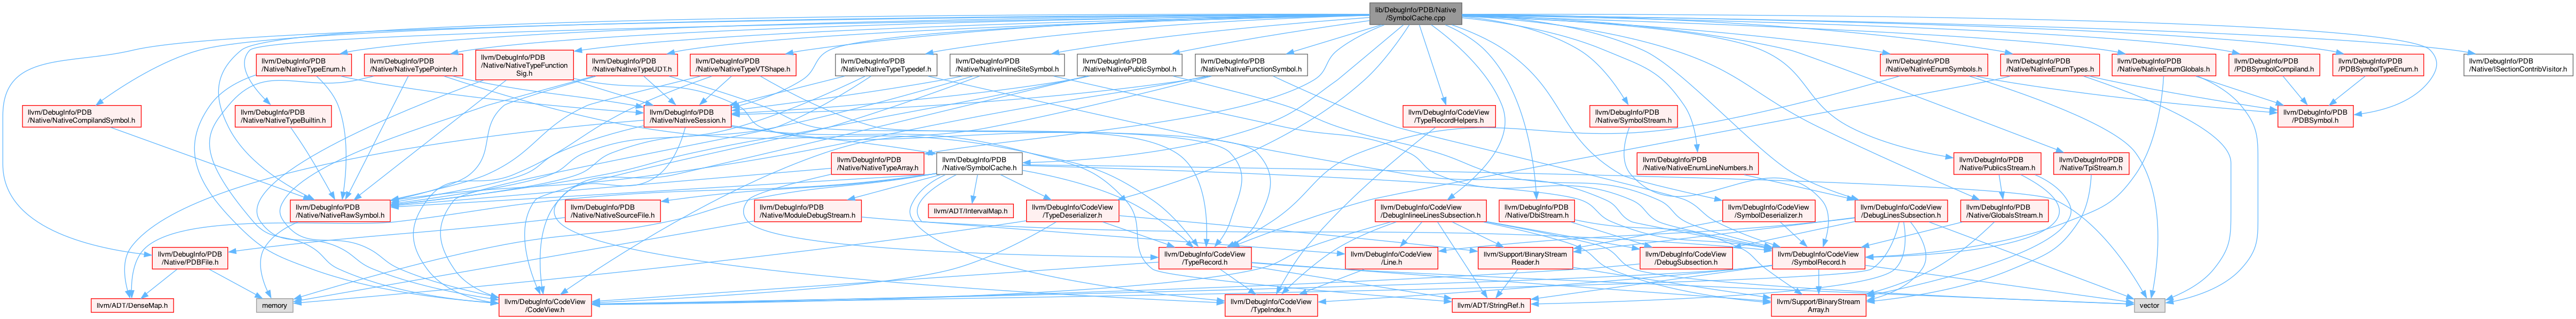 lib/DebugInfo/PDB/Native
/SymbolCache.cpp
llvm/DebugInfo/PDB
/Native/NativeTypeEnum.h
llvm/DebugInfo/PDB
/Native/NativeTypePointer.h
llvm/DebugInfo/PDB
/Native/NativeTypeFunction
Sig.h
llvm/DebugInfo/PDB
/Native/NativeTypeUDT.h
llvm/DebugInfo/PDB
/Native/NativeTypeVTShape.h
llvm/DebugInfo/PDB
/Native/NativeTypeTypedef.h
llvm/DebugInfo/PDB
/Native/NativeInlineSiteSymbol.h
llvm/DebugInfo/PDB
/Native/NativePublicSymbol.h
llvm/DebugInfo/PDB
/Native/NativeFunctionSymbol.h
llvm/DebugInfo/PDB
/Native/NativeEnumSymbols.h
llvm/DebugInfo/PDB
/Native/NativeEnumTypes.h
llvm/DebugInfo/PDB
/Native/NativeEnumGlobals.h
llvm/DebugInfo/PDB
/PDBSymbolCompiland.h
llvm/DebugInfo/PDB
/PDBSymbolTypeEnum.h
llvm/DebugInfo/PDB
/Native/ISectionContribVisitor.h
llvm/DebugInfo/PDB
/Native/NativeCompilandSymbol.h
llvm/DebugInfo/PDB
/Native/NativeTypeBuiltin.h
llvm/DebugInfo/PDB
/Native/NativeSession.h
llvm/DebugInfo/CodeView
/TypeRecordHelpers.h
llvm/DebugInfo/PDB
/Native/SymbolStream.h
llvm/DebugInfo/PDB
/PDBSymbol.h
llvm/DebugInfo/PDB
/Native/NativeTypeArray.h
llvm/DebugInfo/PDB
/Native/SymbolCache.h
llvm/DebugInfo/PDB
/Native/NativeEnumLineNumbers.h
llvm/DebugInfo/PDB
/Native/PublicsStream.h
llvm/DebugInfo/PDB
/Native/TpiStream.h
llvm/DebugInfo/PDB
/Native/NativeRawSymbol.h
llvm/DebugInfo/PDB
/Native/NativeSourceFile.h
llvm/DebugInfo/PDB
/Native/ModuleDebugStream.h
llvm/ADT/IntervalMap.h
llvm/DebugInfo/CodeView
/TypeDeserializer.h
llvm/DebugInfo/CodeView
/DebugInlineeLinesSubsection.h
llvm/DebugInfo/PDB
/Native/DbiStream.h
llvm/DebugInfo/CodeView
/SymbolDeserializer.h
llvm/DebugInfo/CodeView
/DebugLinesSubsection.h
llvm/DebugInfo/PDB
/Native/GlobalsStream.h
llvm/DebugInfo/PDB
/Native/PDBFile.h
llvm/DebugInfo/CodeView
/TypeRecord.h
llvm/DebugInfo/CodeView
/Line.h
llvm/Support/BinaryStream
Reader.h
llvm/DebugInfo/CodeView
/DebugSubsection.h
llvm/DebugInfo/CodeView
/SymbolRecord.h
llvm/ADT/DenseMap.h
memory
llvm/DebugInfo/CodeView
/CodeView.h
llvm/DebugInfo/CodeView
/TypeIndex.h
llvm/ADT/StringRef.h
llvm/Support/BinaryStream
Array.h
vector